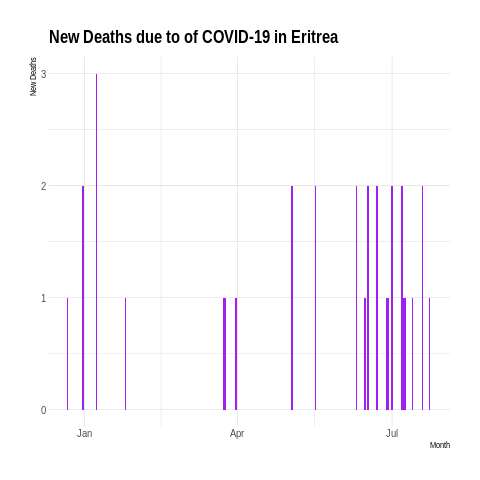 New Deaths due to of COVID-19 in Eritrea
New Deaths
3
2
1
0
Jan Apr Jul
Month